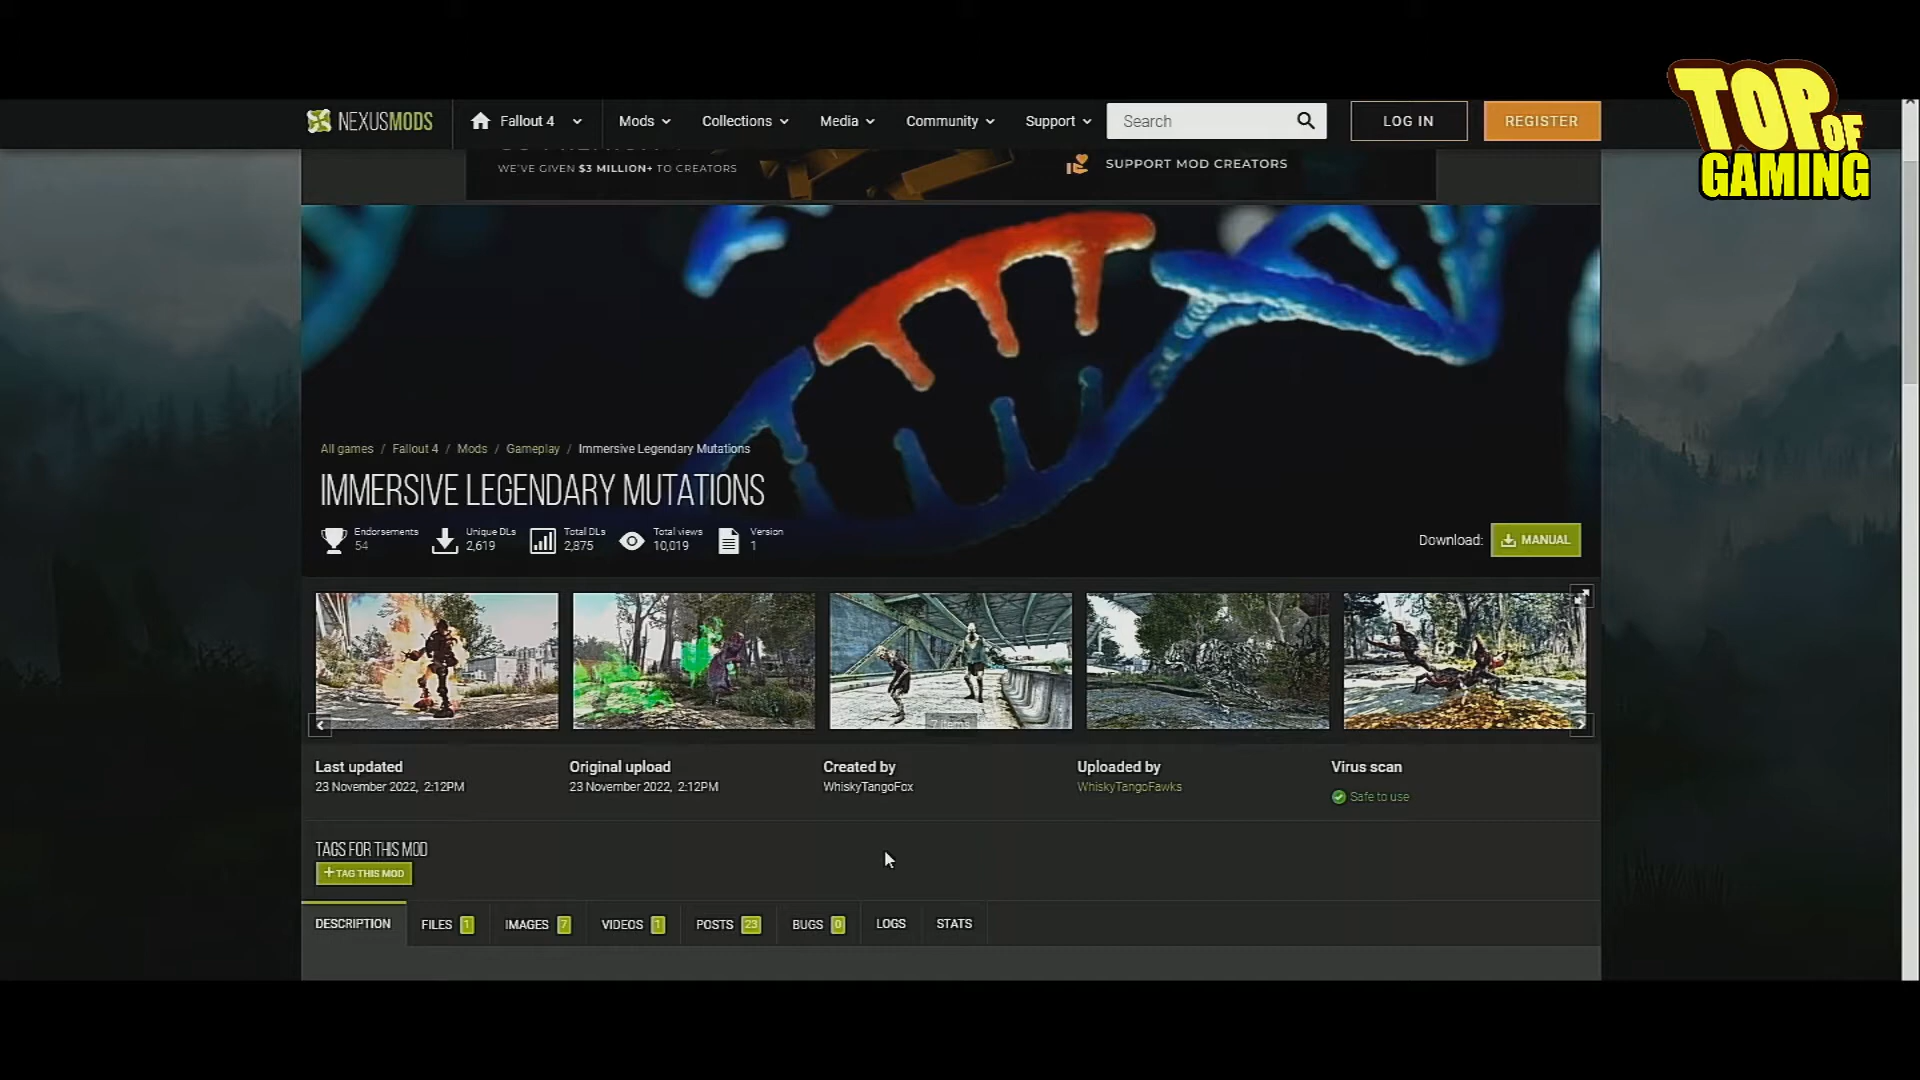 TOP OF GAMING
NEXUSMODS
Fallout 4
Mods
Collections
Media
Community
Support
Search
LOG IN
REGISTER
WE'VE GIVEN $3 MILLION+ TO CREATORS
SUPPORT MOD CREATORS
All games / Fallout 4 / Mods / Gameplay / Immersive Legendary Mutations
IMMERSIVE LEGENDARY MUTATIONS
Endorsements
54
Unique DLs
2,619
Total DLs
2,875
Total views
10,019
Version
1
Download:
MANUAL
7 items
Last updated
23 November 2022, 2:12PM
Original upload
23 November 2022, 2:12PM
Created by
WhiskyTangoFox
Uploaded by
WhiskyTangoFawks
Virus scan
Safe to use
TAGS FOR THIS MOD
+ TAG THIS MOD
DESCRIPTION
FILES 1
IMAGES 7
VIDEOS 1
POSTS 23
BUGS 0
LOGS
STATS